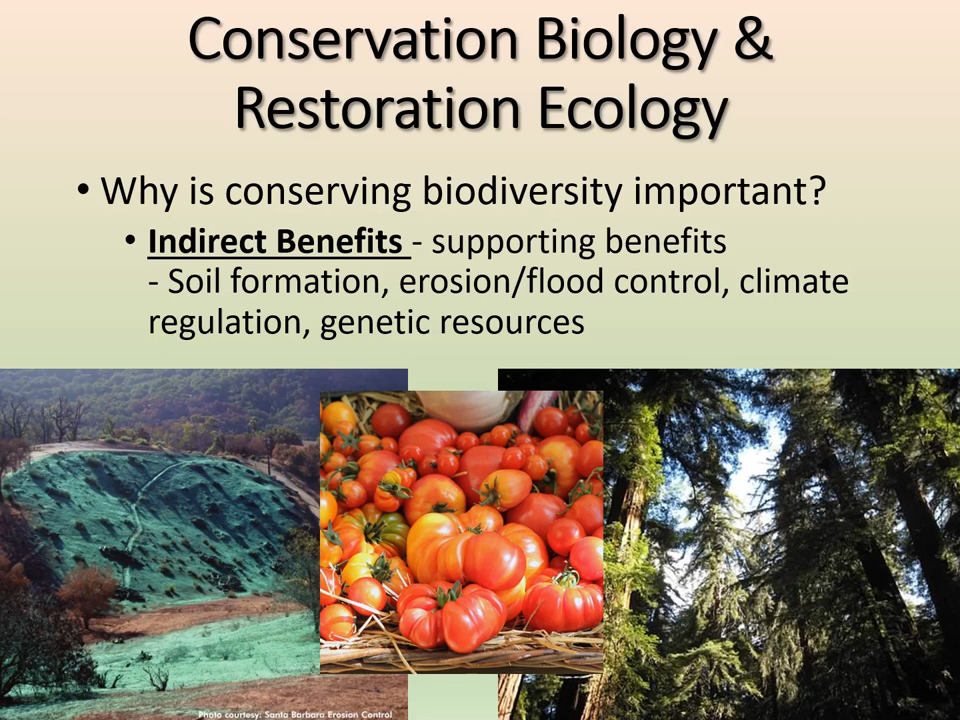 Conservation Biology &
Restoration Ecology
• Why is conserving biodiversity important?
• Indirect Benefits - supporting benefits
- Soil formation, erosion/flood control, climate
regulation, genetic resources
Photo courtesy: Santa Barbara Erosion Control